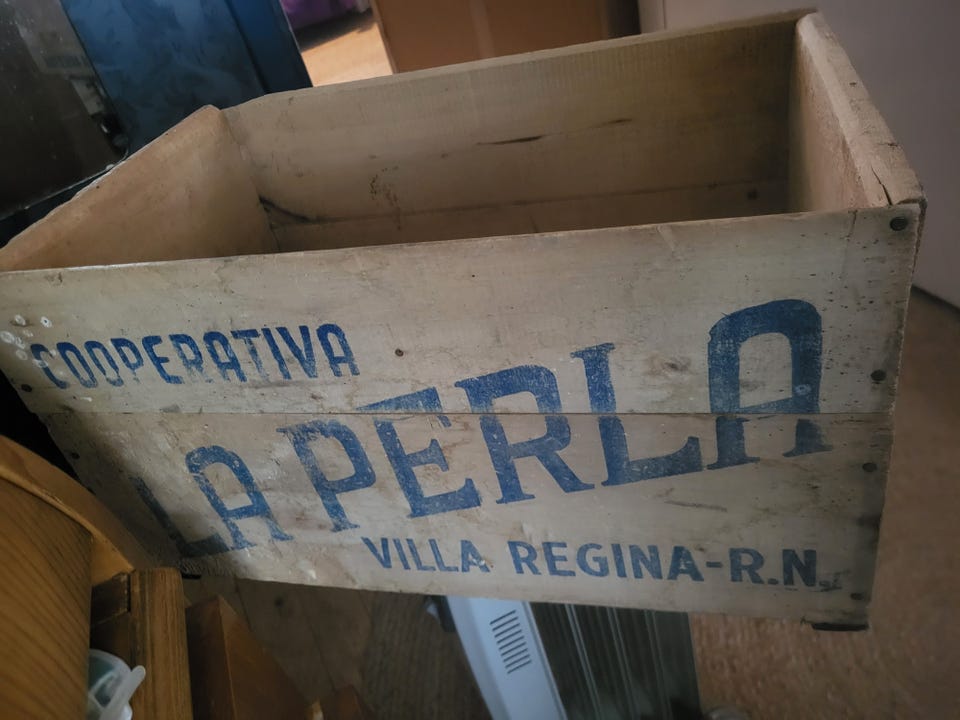 COOPERATIVA
LA PERLA
VILLA REGINA-R.N.